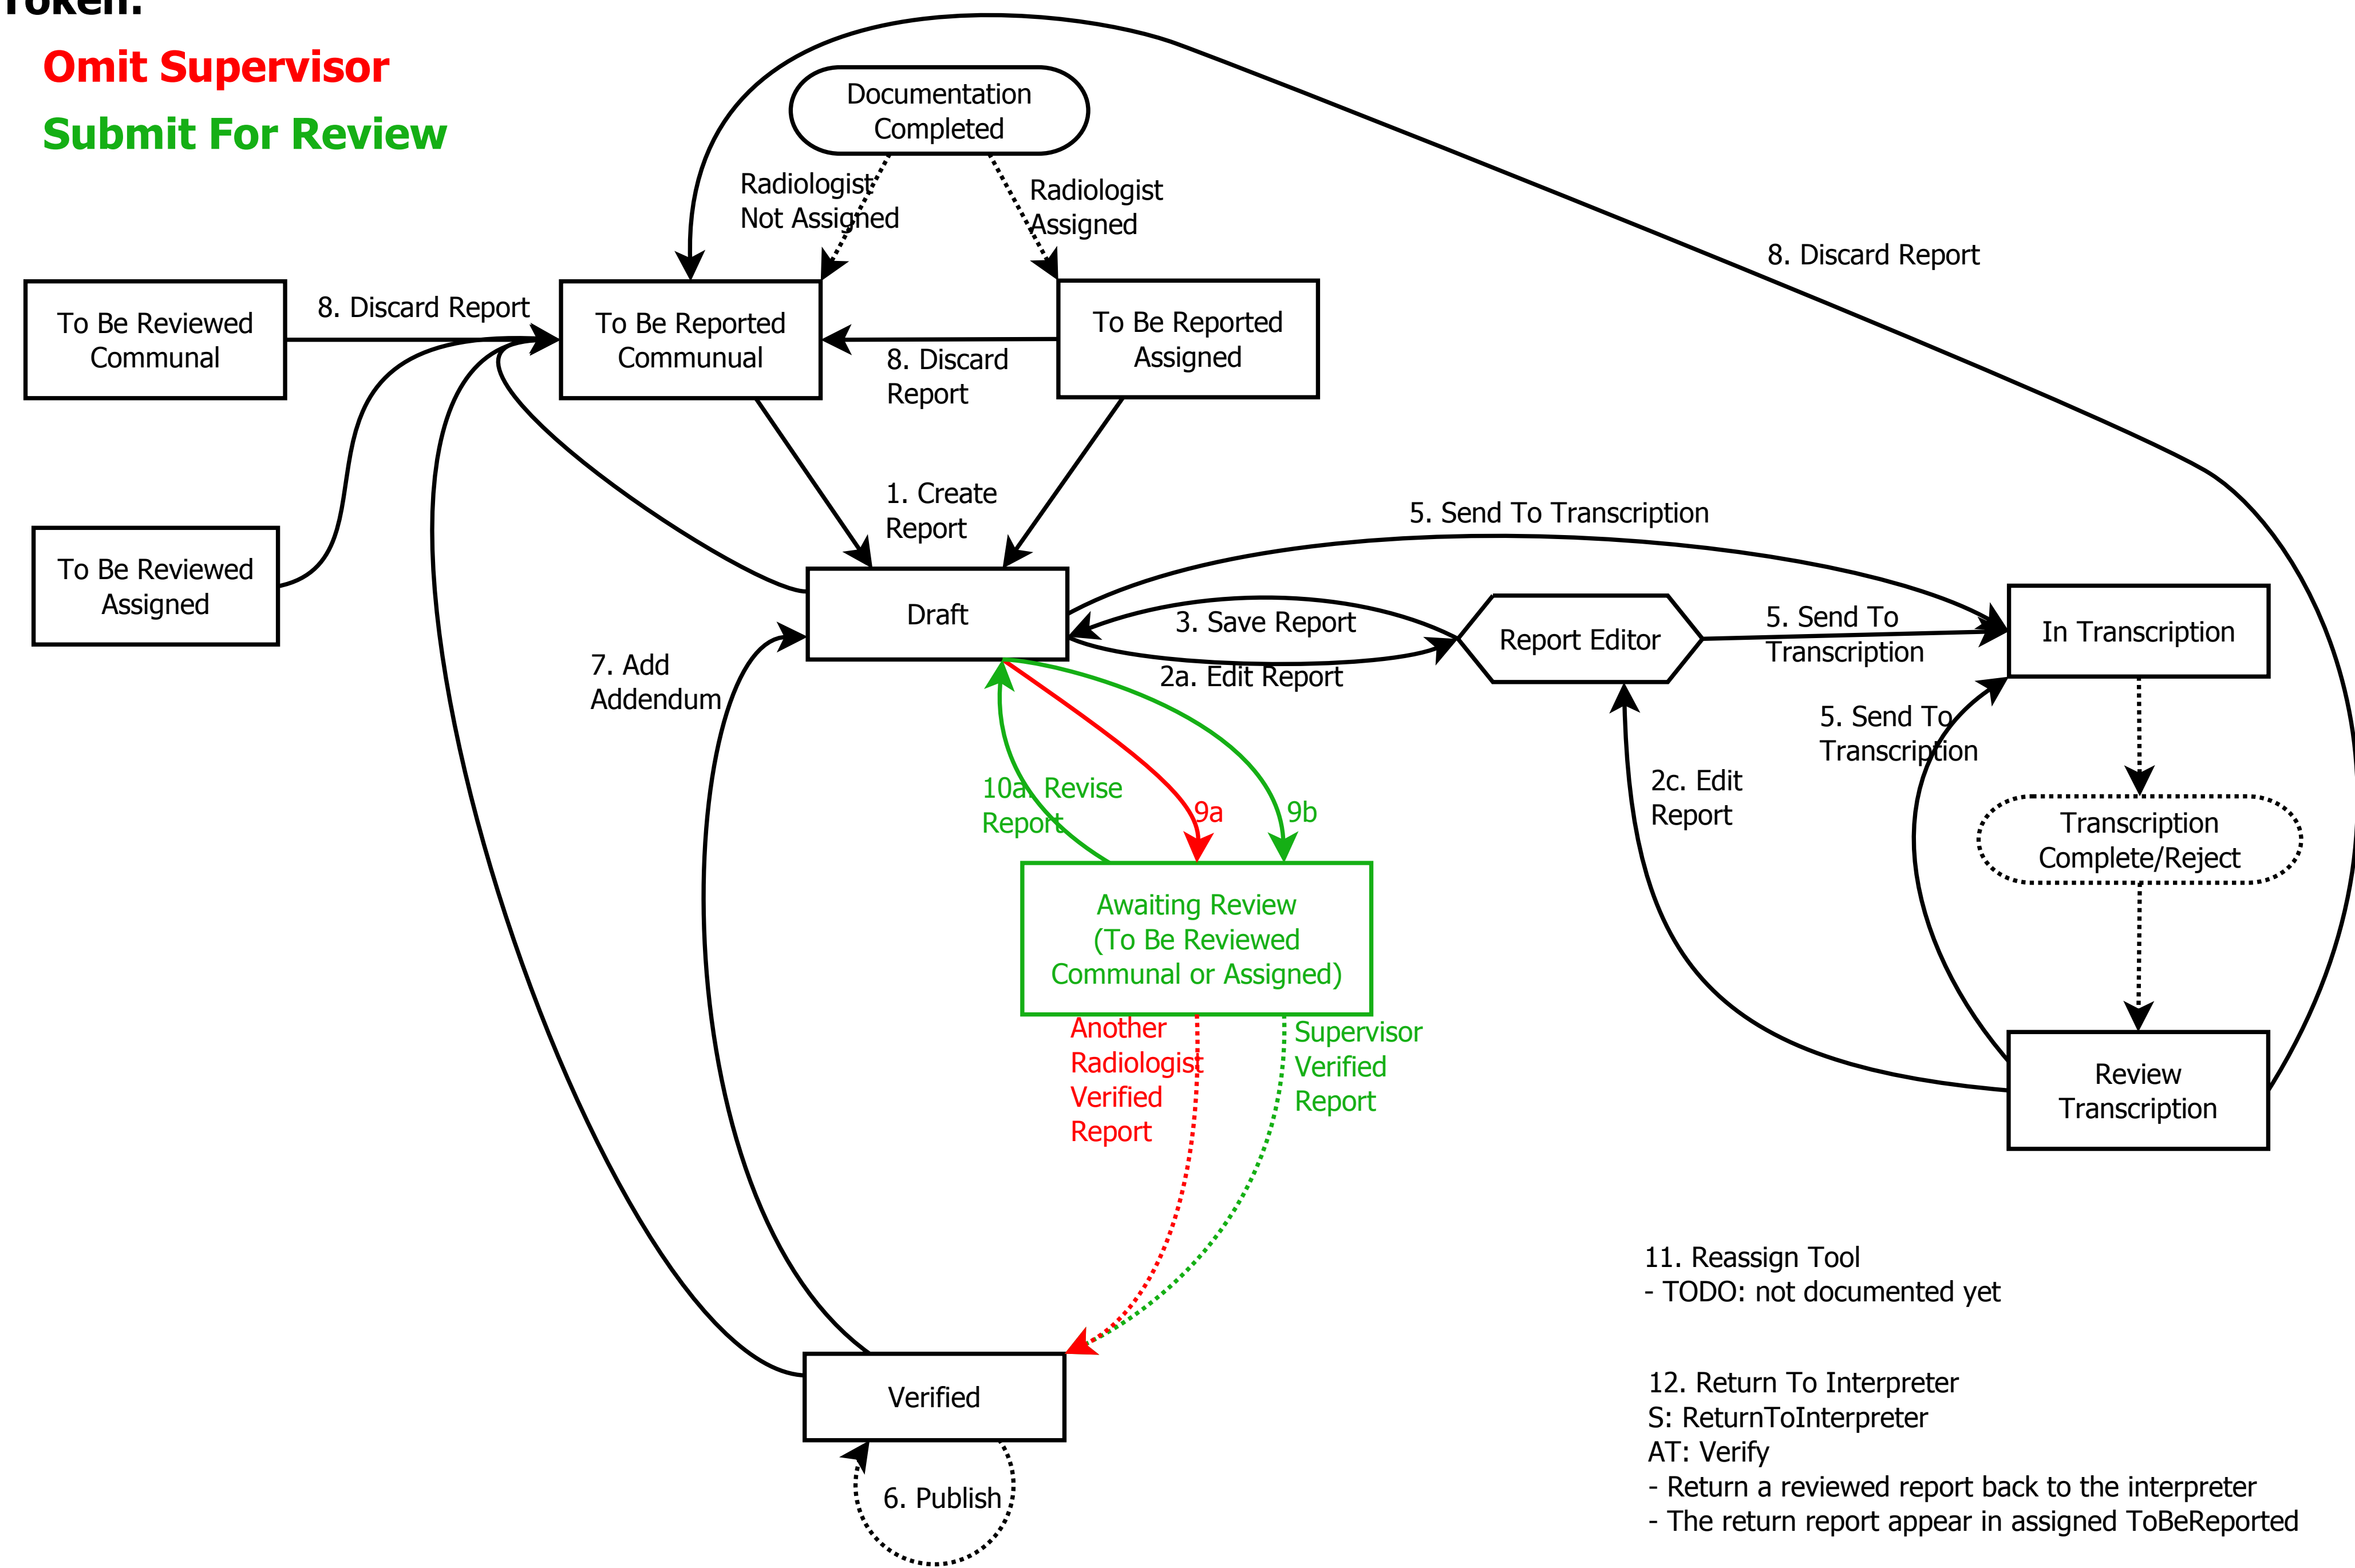 Token:
Omit Supervisor
Submit For Review
Documentation
Completed
Radiologist
Not Assigned
Radiologist
Assigned
8. Discard Report
To Be Reviewed
Communal
8. Discard Report
To Be Reported
Communual
8. Discard
Report
To Be Reported
Assigned
1. Create
Report
5. Send To Transcription
To Be Reviewed
Assigned
Draft
3. Save Report
2a. Edit Report
Report Editor
5. Send To
Transcription
In Transcription
7. Add
Addendum
5. Send To
Transcription
10a. Revise
Report
9a
9b
2c. Edit
Report
Transcription
Complete/Reject
Awaiting Review
(To Be Reviewed
Communal or Assigned)
Another
Radiologist
Verified
Report
Supervisor
Verified
Report
Review
Transcription
11. Reassign Tool
- TODO: not documented yet
Verified
6. Publish
12. Return To Interpreter
S: ReturnToInterpreter
AT: Verify
- Return a reviewed report back to the interpreter
- The return report appear in assigned ToBeReported